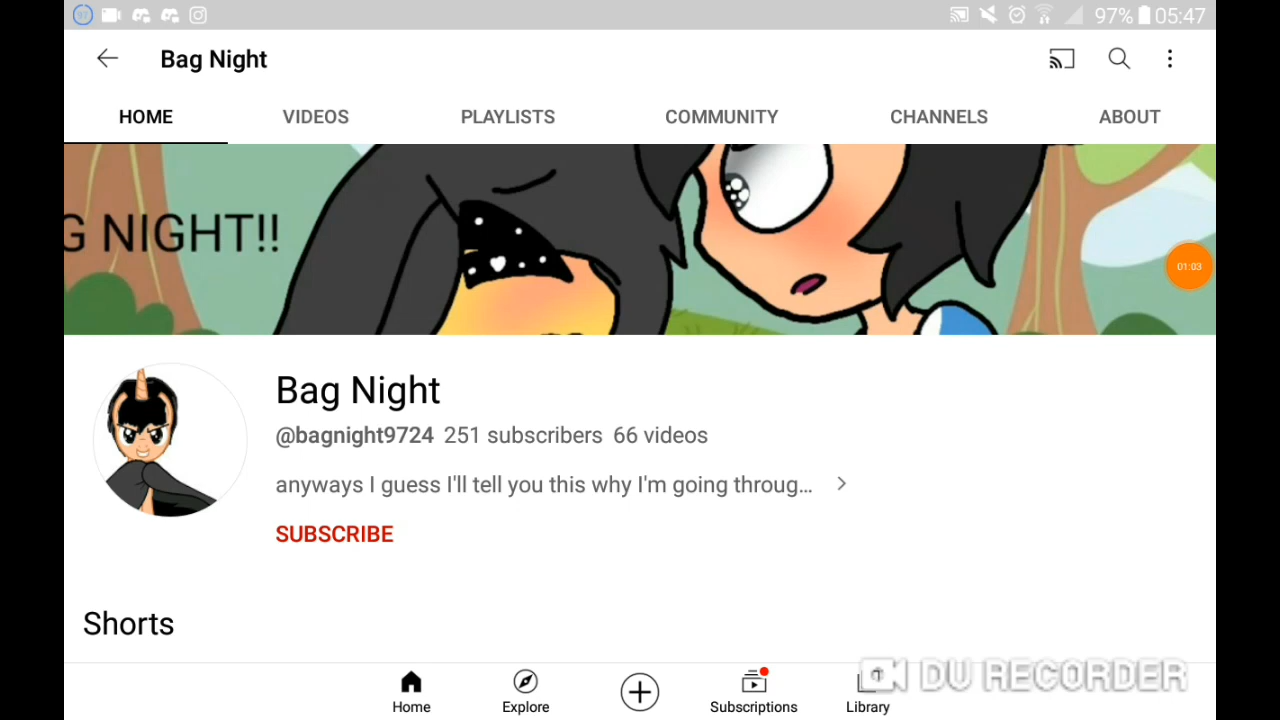 97% 05:47
Bag Night
HOME VIDEOS PLAYLISTS COMMUNITY CHANNELS ABOUT
G NIGHT!!
01:03
Bag Night
@bagnight9724 251 subscribers 66 videos
anyways I guess I'll tell you this why I'm going throug...
SUBSCRIBE
Shorts
Home Explore Subscriptions Library
DU RECORDER